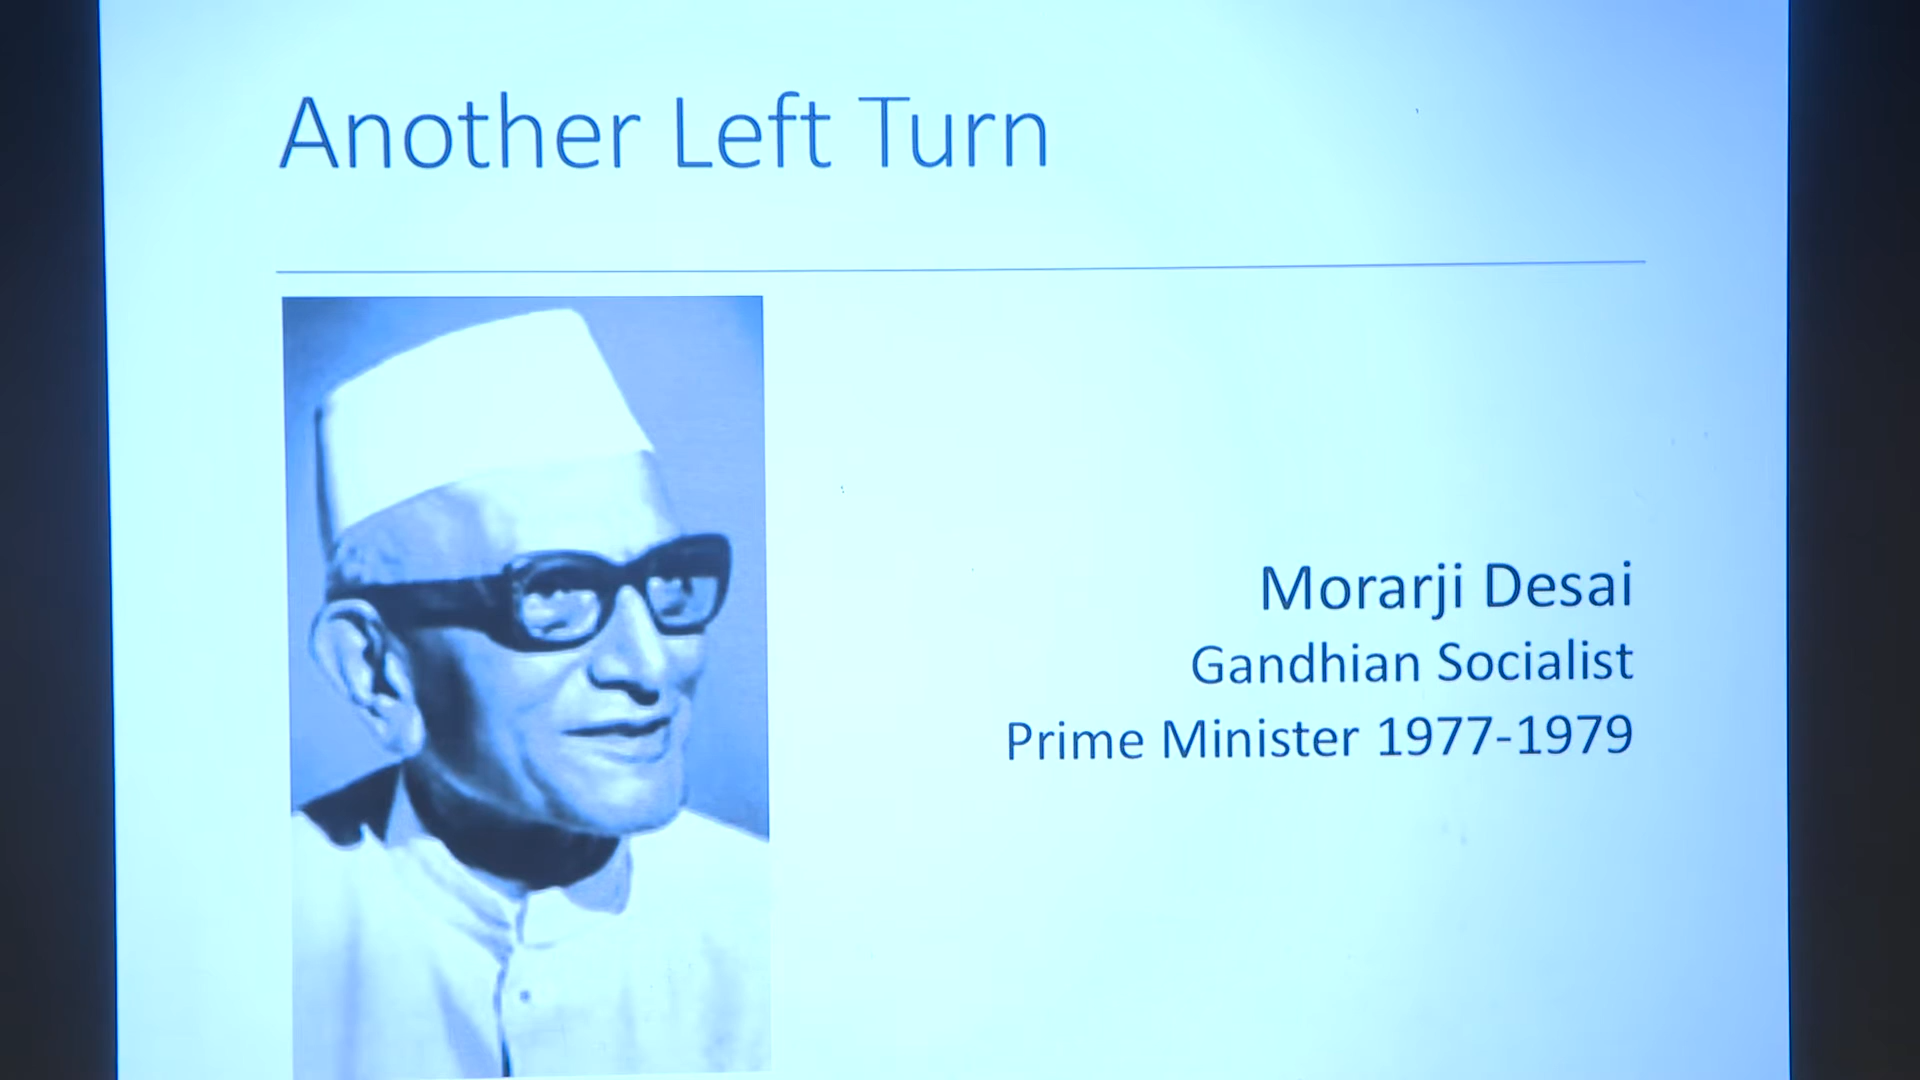 Another Left Turn
Morarji Desai
Gandhian Socialist
Prime Minister 1977-1979